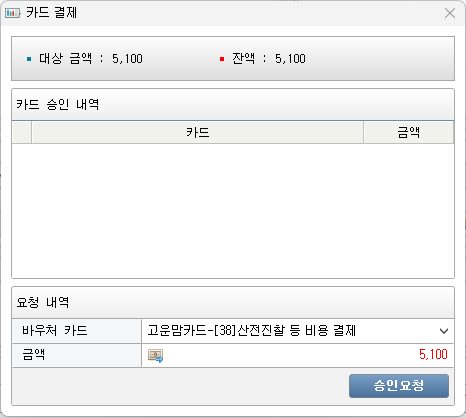 카드 결제
대상 금액 : 5,100 잔액 : 5,100
카드 승인 내역
카드 금액
요청 내역
바우처 카드 고운맘카드-[38]산전진찰 등 비용 결제
금액 5,100
승인요청